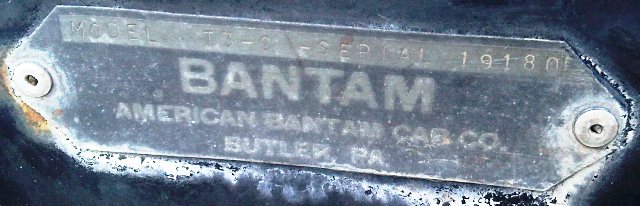 MODEL T3-C -SERIAL 19180
BANTAM
AMERICAN BANTAM CAR CO.
BUTLER, PA.